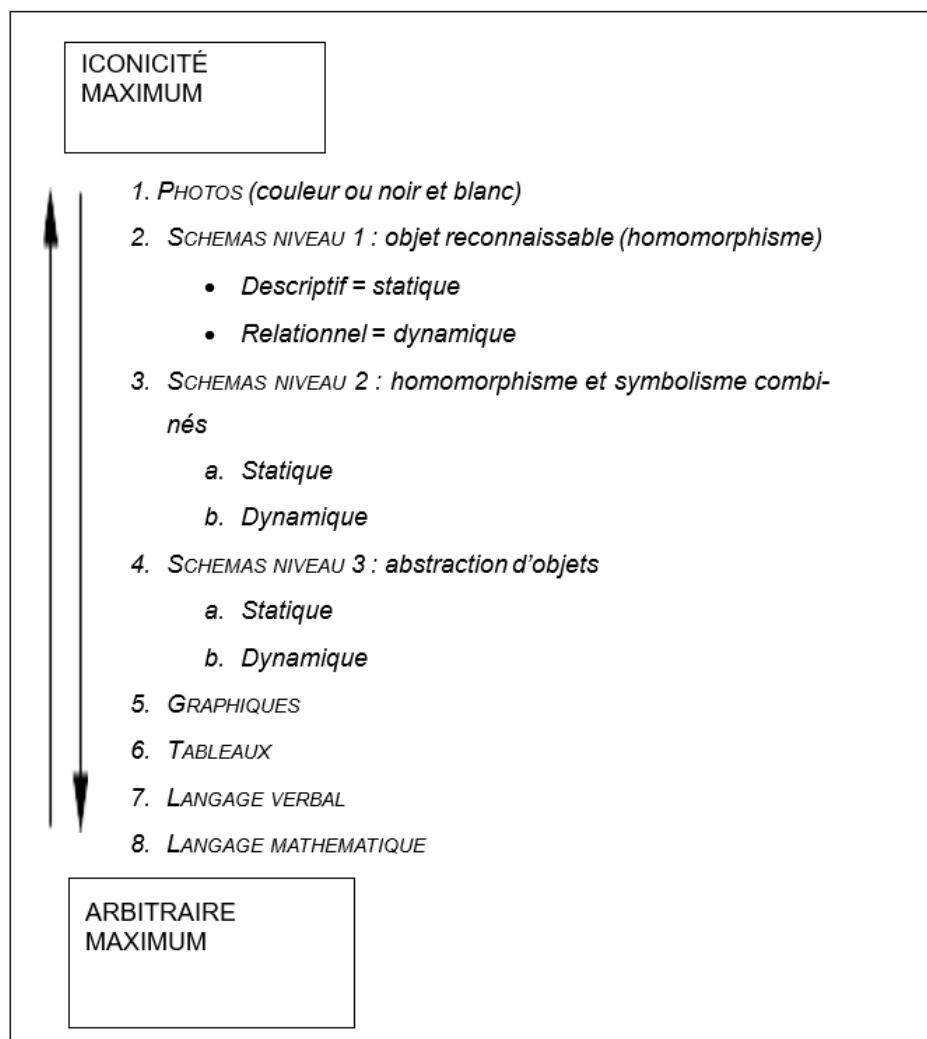 ICONICITÉ
MAXIMUM
1. PHOTOS (couleur ou noir et blanc)
2. SCHEMAS NIVEAU 1 : objet reconnaissable (homomorphisme)
• Descriptif = statique
• Relationnel = dynamique
3. SCHEMAS NIVEAU 2 : homomorphisme et symbolisme combi-
nés
a. Statique
b. Dynamique
4. SCHEMAS NIVEAU 3 : abstraction d'objets
a. Statique
b. Dynamique
5. GRAPHIQUES
6. TABLEAUX
7. LANGAGE VERBAL
8. LANGAGE MATHEMATIQUE
ARBITRAIRE
MAXIMUM